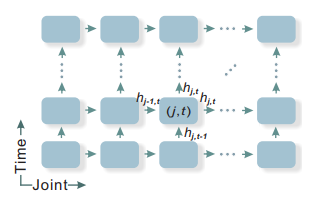 h_{j,t}
h_{j-1,t} h_{j,t}
(j,t)
h_{j,t-1}
Time
Joint